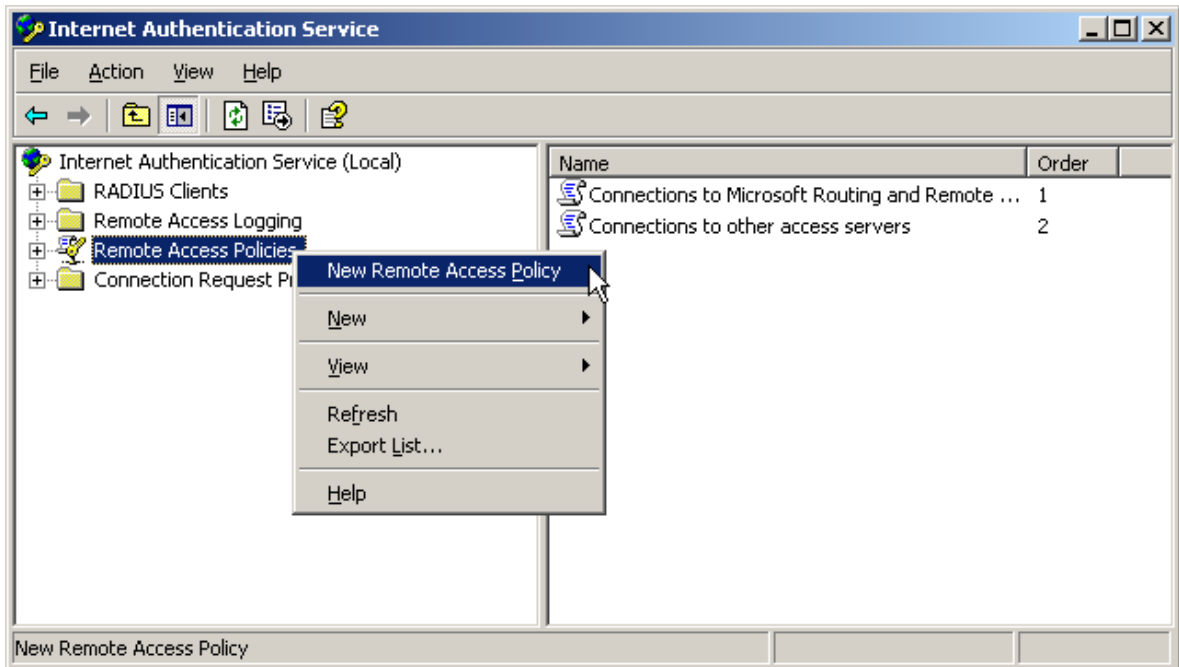 Internet Authentication Service
File Action View Help
Internet Authentication Service (Local)
RADIUS Clients
Remote Access Logging
Remote Access Policies
Connection Request P
Name Order
Connections to Microsoft Routing and Remote ... 1
Connections to other access servers 2
New Remote Access Policy
New
View
Refresh
Export List...
Help
New Remote Access Policy